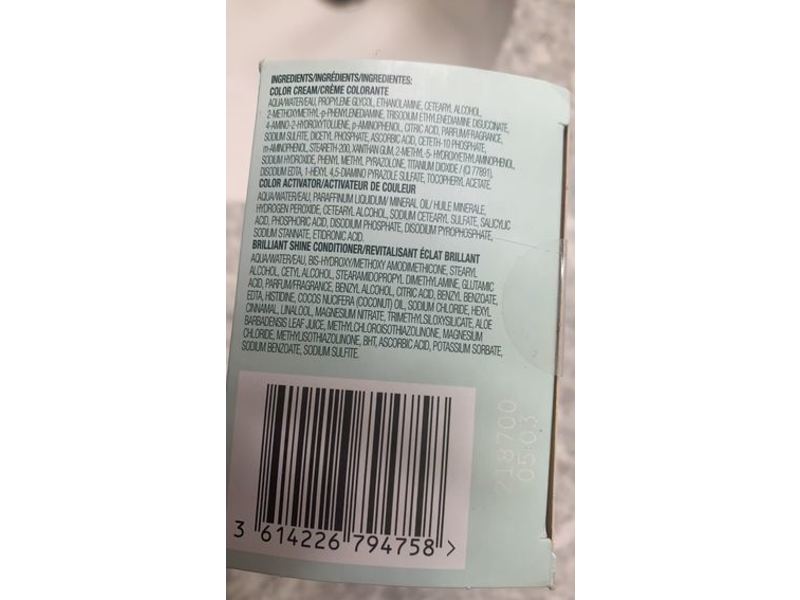 INGREDIENTS/INGRÉDIENTS/INGREDIENTES:
COLOR CREAM/CRÈME COLORANTE
AQUA/WATER/EAU, PROPYLENE GLYCOL, ETHANOLAMINE, CETEARYL ALCOHOL,
2-METHOXYMETHYL-p-PHENYLENEDIAMINE, TRISODIUM ETHYLENEDIAMINE DISUCCINATE,
4-AMINO-2-HYDROXYTOLUENE, p-AMINOPHENOL, CITRIC ACID, PARFUM/FRAGRANCE,
SODIUM SULFITE, DICETYL PHOSPHATE, ASCORBIC ACID, CETETH-10 PHOSPHATE,
m-AMINOPHENOL, STEARETH-200, XANTHAN GUM, 2-METHYL-5-HYDROXYETHYLAMINOPHENOL,
SODIUM HYDROXIDE, PHENYL METHYL PYRAZOLONE, TITANIUM DIOXIDE / (CI 77891),
DISODIUM EDTA, 1-HEXYL 4,5-DIAMINO PYRAZOLE SULFATE, TOCOPHERYL ACETATE.
COLOR ACTIVATOR/ACTIVATEUR DE COULEUR
AQUA/WATER/EAU, PARAFFINUM LIQUIDUM/ MINERAL OIL/ HUILE MINERALE,
HYDROGEN PEROXIDE, CETEARYL ALCOHOL, SODIUM CETEARYL SULFATE, SALICYLIC
ACID, PHOSPHORIC ACID, DISODIUM PHOSPHATE, DISODIUM PYROPHOSPHATE,
SODIUM STANNATE, ETIDRONIC ACID.
BRILLIANT SHINE CONDITIONER/REVITALISANT ÉCLAT BRILLANT
AQUA/WATER/EAU, BIS-HYDROXY/METHOXY AMODIMETHICONE, STEARYL
ALCOHOL, CETYL ALCOHOL, STEARAMIDOPROPYL DIMETHYLAMINE, GLUTAMIC
ACID, PARFUM/FRAGRANCE, BENZYL ALCOHOL, CITRIC ACID, BENZYL BENZOATE,
EDTA, HISTIDINE, COCOS NUCIFERA (COCONUT) OIL, SODIUM CHLORIDE, HEXYL
CINNAMAL, LINALOOL, MAGNESIUM NITRATE, TRIMETHYLSILOXYSILICATE, ALOE
BARBADENSIS LEAF JUICE, METHYLCHLOROISOTHIAZOLINONE, MAGNESIUM
CHLORIDE, METHYLISOTHIAZOLINONE, BHT, ASCORBIC ACID, POTASSIUM SORBATE,
SODIUM BENZOATE, SODIUM SULFITE.
3 614226 794758 >
218700
05:03